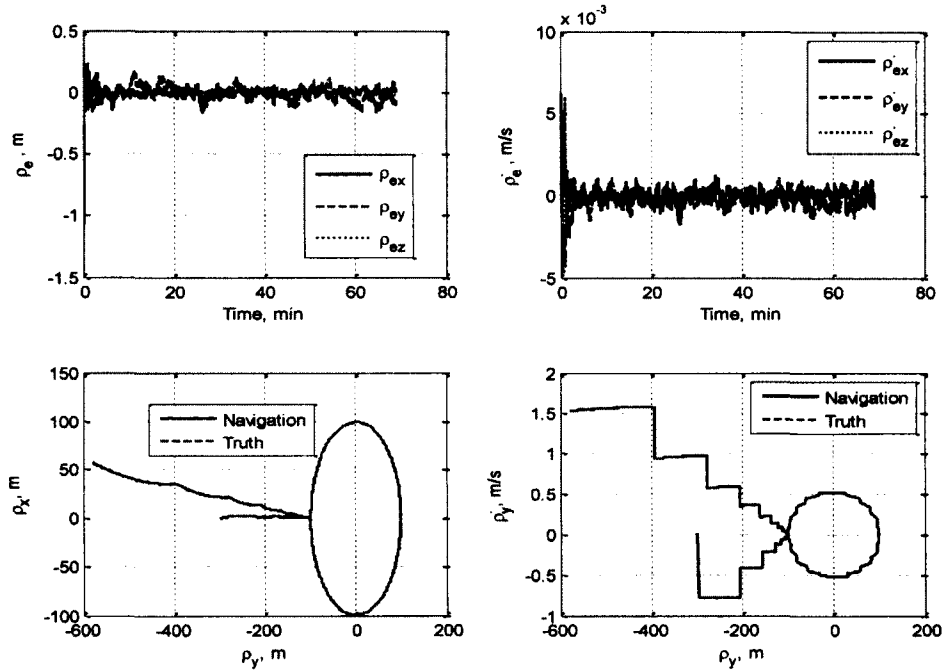 0.5
0
-0.5
-1
-1.5
ρe, m
ρex
ρey
ρez
0 20 40 60 80
Time, min
x 10⁻³
10
5
0
-5
ρ̇e, m/s
ρ̇ex
ρ̇ey
ρ̇ez
0 20 40 60 80
Time, min
150
100
50
0
-50
-100
ρx, m
Navigation
Truth
-600 -400 -200 0 200
ρy, m
2
1.5
1
0.5
0
-0.5
-1
ρ̇y, m/s
Navigation
Truth
-600 -400 -200 0 200
ρy, m